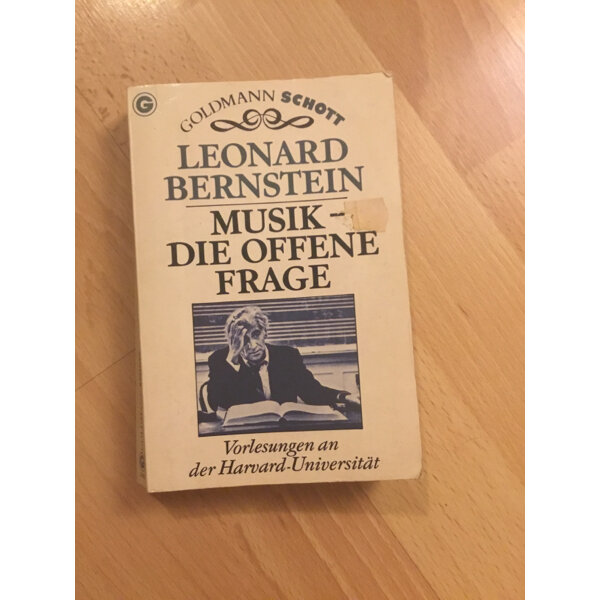 G
GOLDMANN SCHOTT
LEONARD
BERNSTEIN
MUSIK –
DIE OFFENE
FRAGE
Vorlesungen an
der Harvard-Universität